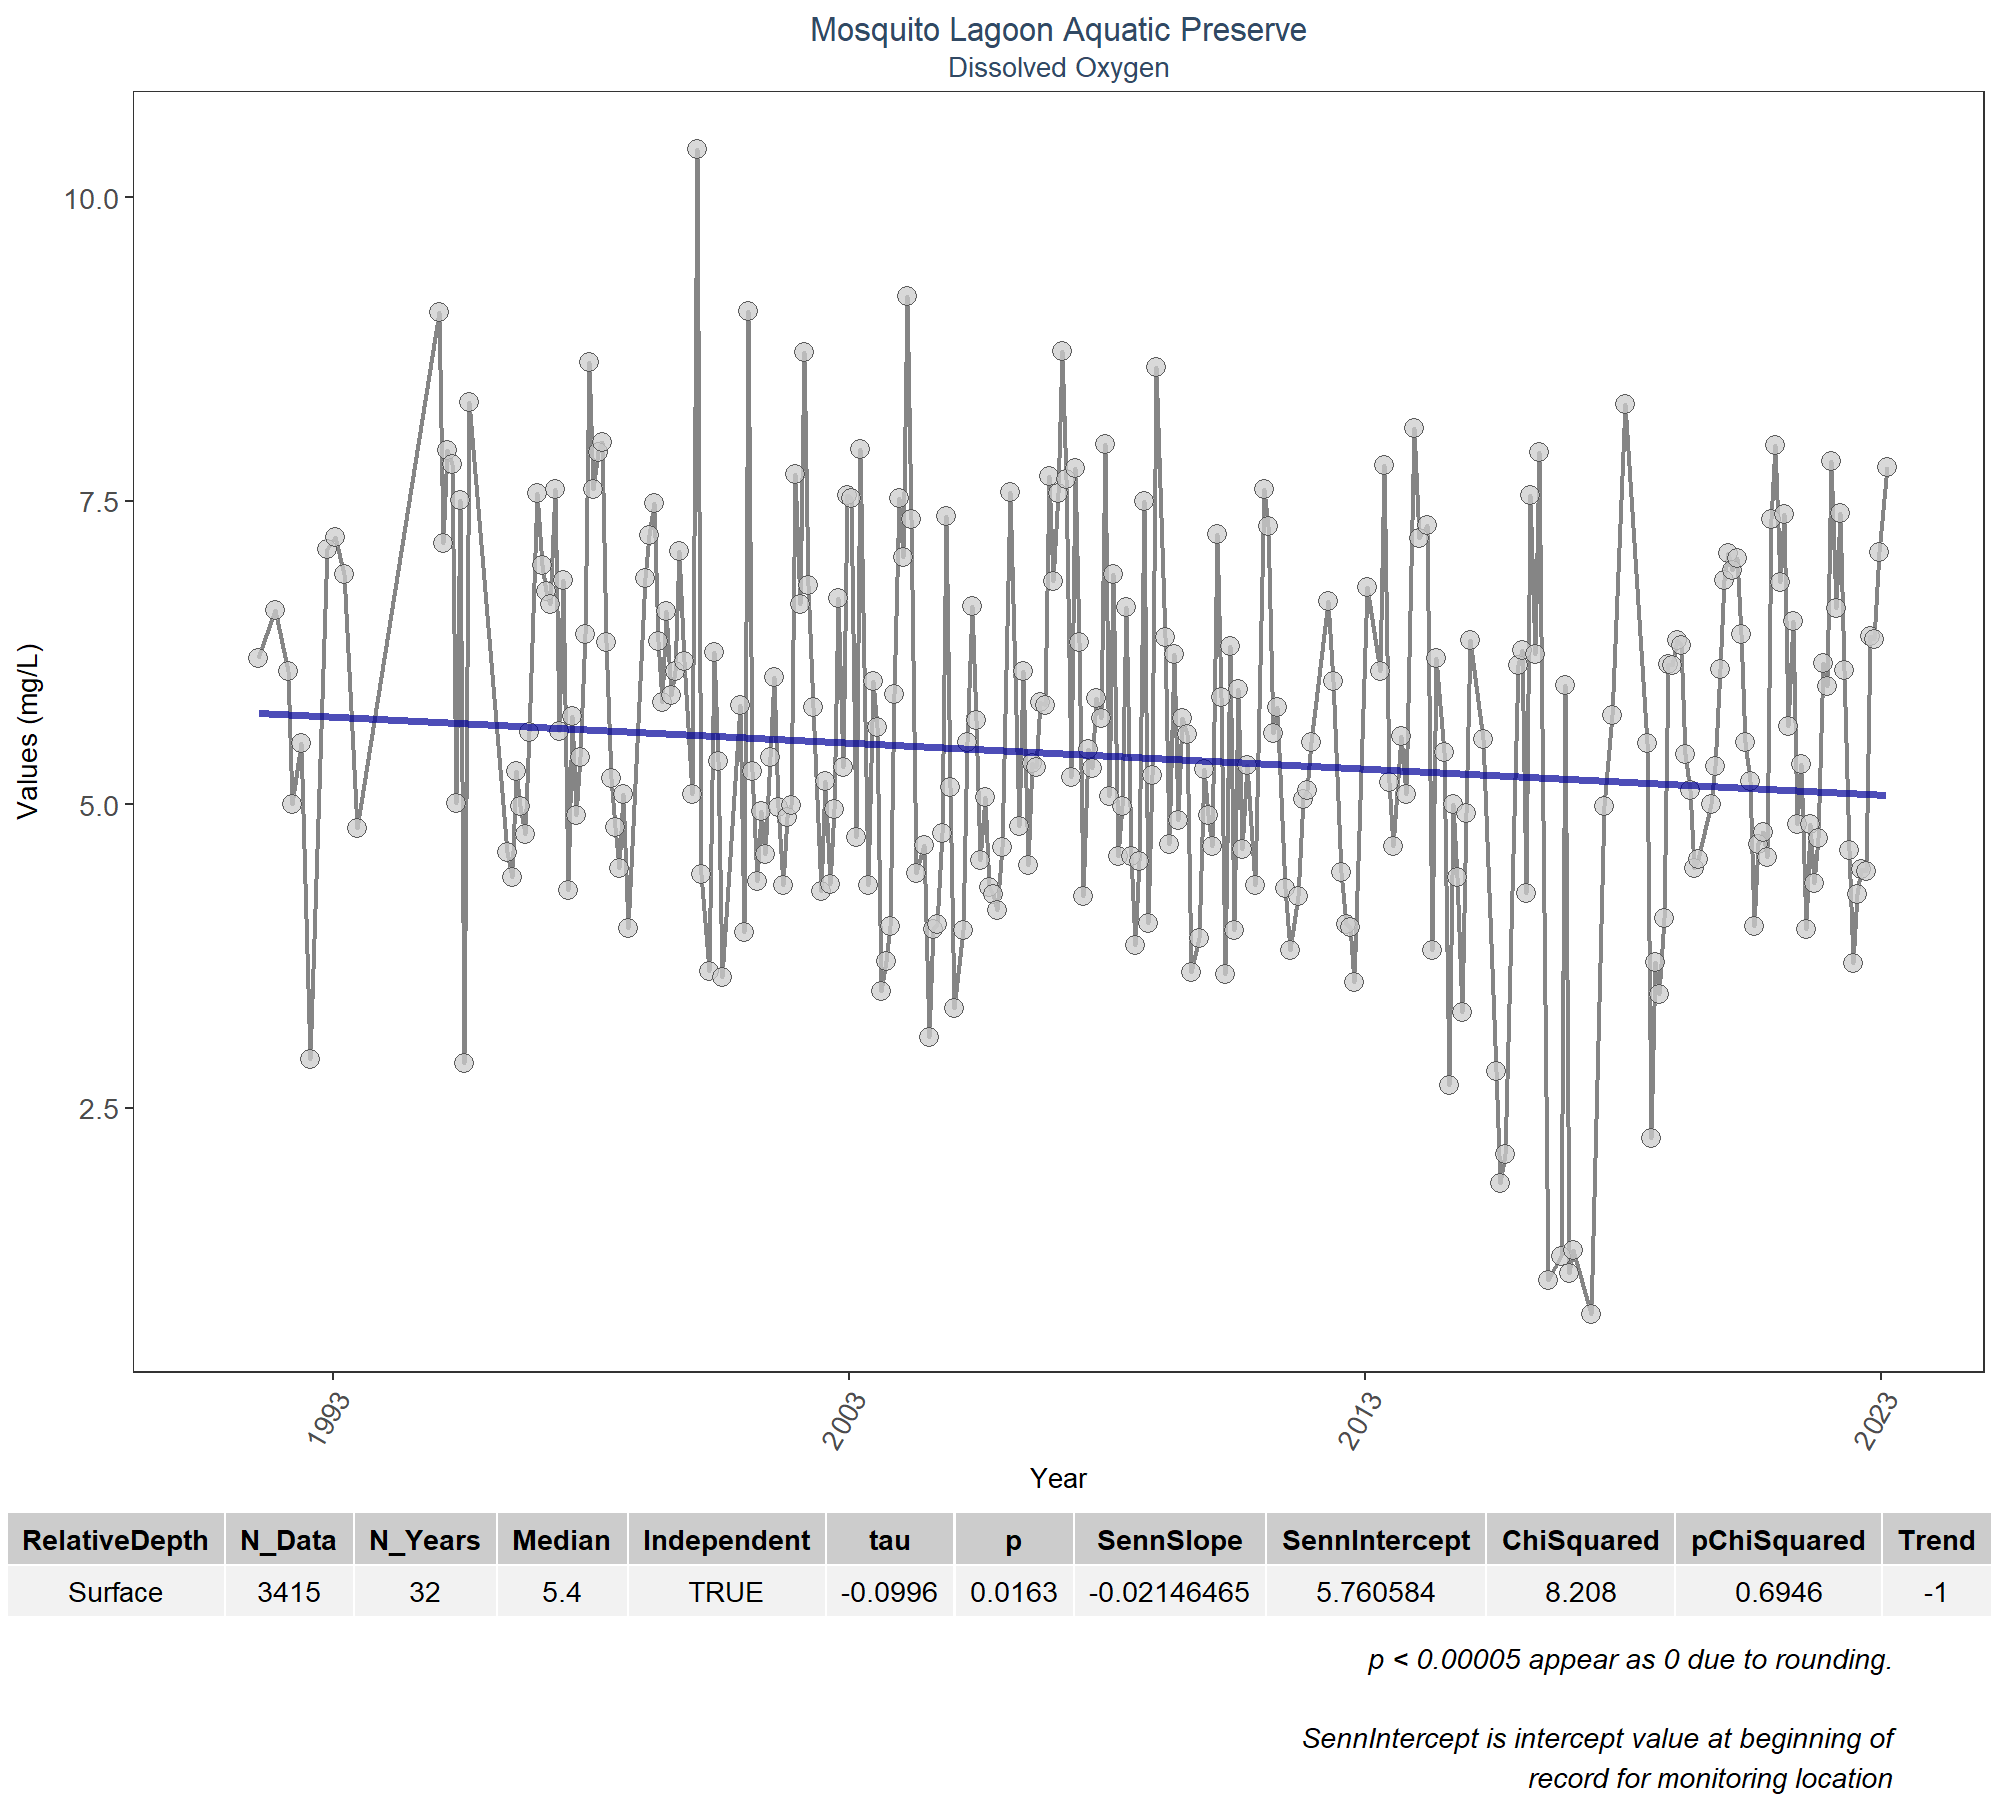 Mosquito Lagoon Aquatic Preserve
Dissolved Oxygen
Values (mg/L)
10.0
7.5
5.0
2.5
1993
2003
2013
2023
Year
RelativeDepth N_Data N_Years Median Independent tau p SennSlope SennIntercept ChiSquared pChiSquared Trend
Surface 3415 32 5.4 TRUE -0.0996 0.0163 -0.02146465 5.760584 8.208 0.6946 -1
p < 0.00005 appear as 0 due to rounding.
SennIntercept is intercept value at beginning of
record for monitoring location